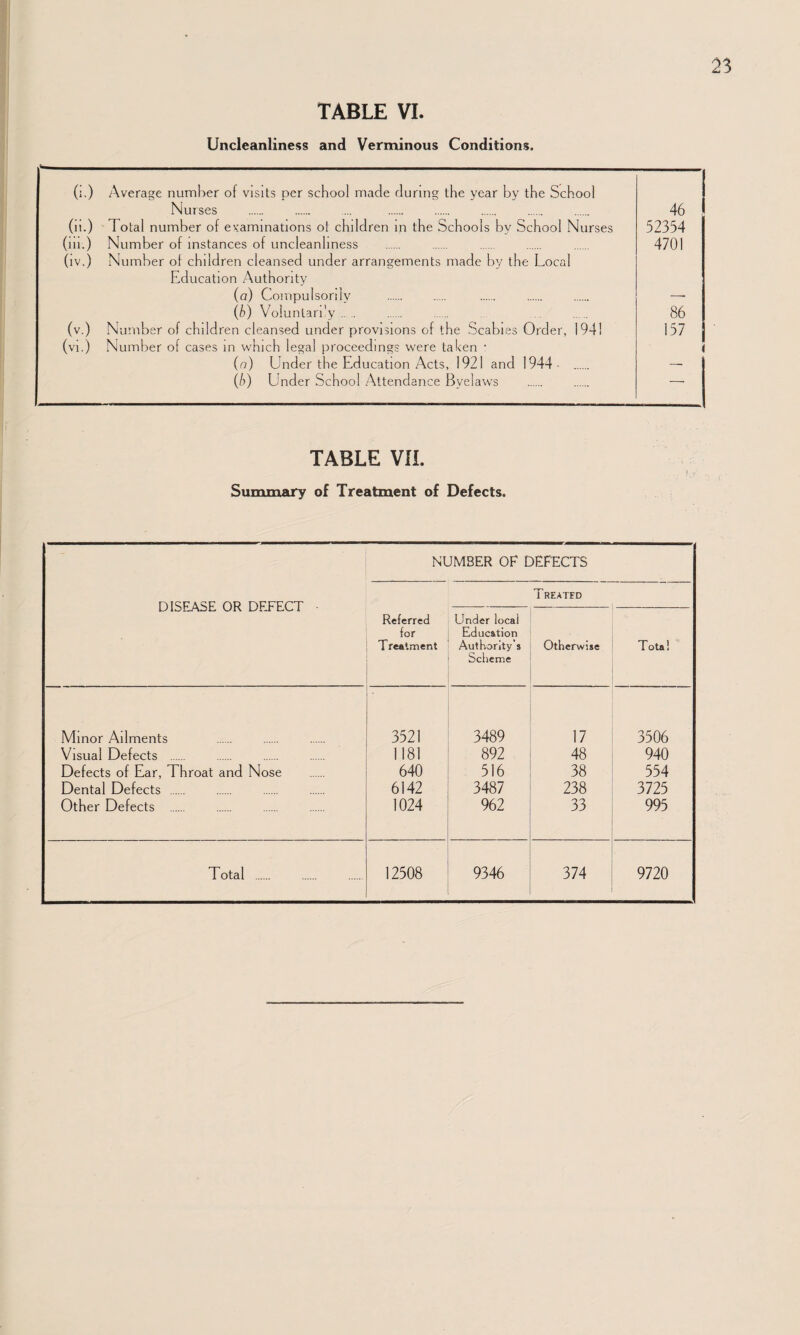 23
TABLE VI.
Uncleanliness and Verminous Conditions.
(i.) Average number of visits per school made during the year by the School
Nurses ...... ...... .... ...... ...... ...... ...... ...... 46
(ii.) Total number of examinations of children in the Schools by School Nurses 52354
(iii.) Number of instances of uncleanliness ...... ...... ...... ...... ...... 4701
(iv.) Number of children cleansed under arrangements made by the Local
Education Authority
(a) Compulsorily ...... ..... ...... ...... ...... —
(b) Voluntarily ..... ...... ..... ..... 86
(v.) Number of children cleansed under provisions of the Scabies Order, 1941 157
(vi.) Number of cases in which legal proceedings were taken :
(a) Under the Education Acts, 1921 and 1944 ...... —
(b) Under School Attendance Byelaws ...... ...... —
TABLE VII.
Summary of Treatment of Defects.
NUMBER OF DEFECTS
DISEASE OR DEFECT
TREATED
Referred for Treatment
Under local Education Authority's Scheme
Otherwise
Total
Minor Ailments ...... ...... ...... 3521 3489 17 3506
Visual Defects ...... ...... ...... ...... 1181 892 48 940
Defects of Ear, Throat and Nose ...... 640 516 38 554
Dental Defects ...... ...... ...... ...... 6142 3487 238 3725
Other Defects ...... ...... ...... ...... 1024 962 33 995
Total ...... ...... ...... 12508 9346 374 9720